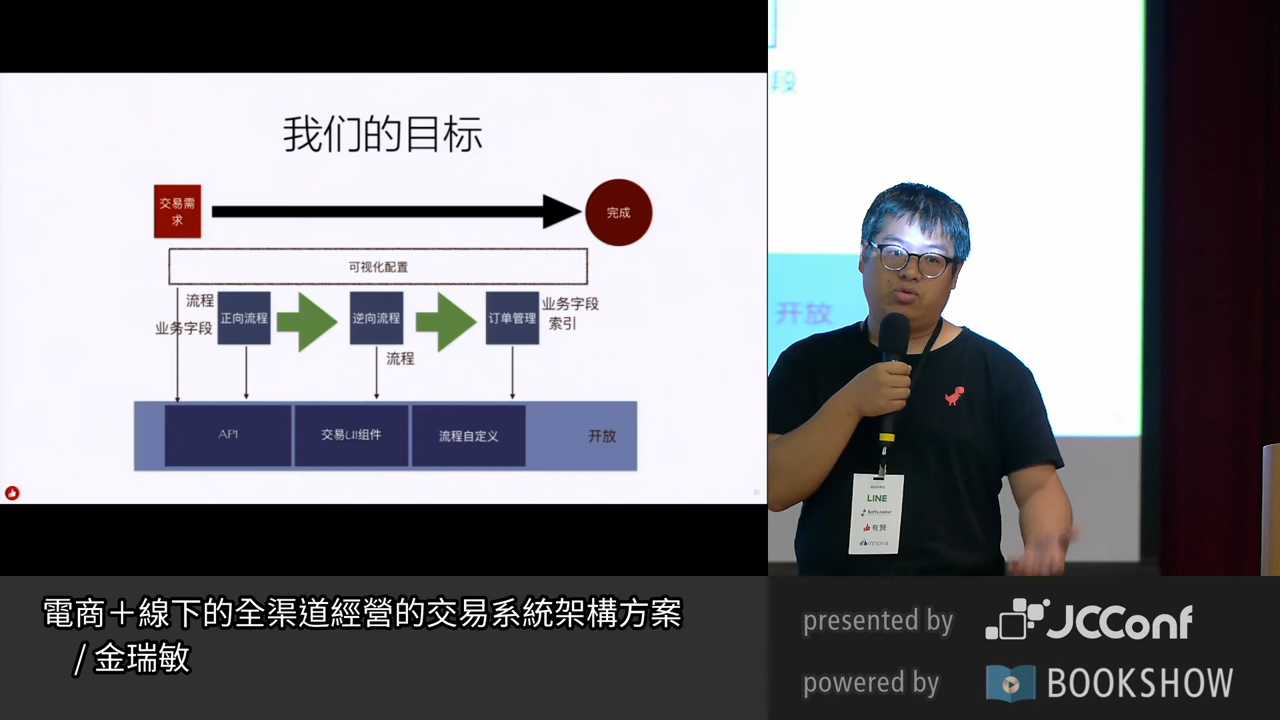 我们的目标
交易需
求
完成
可视化配置
流程
业务字段
正向流程
逆向流程
流程
订单管理
业务字段
索引
API
交易UI组件
流程自定义
开放
段
开放
LINE
有赞
innova
電商＋線下的全渠道經營的交易系統架構方案
/ 金瑞敏
presented by
JCConf
powered by
BOOKSHOW